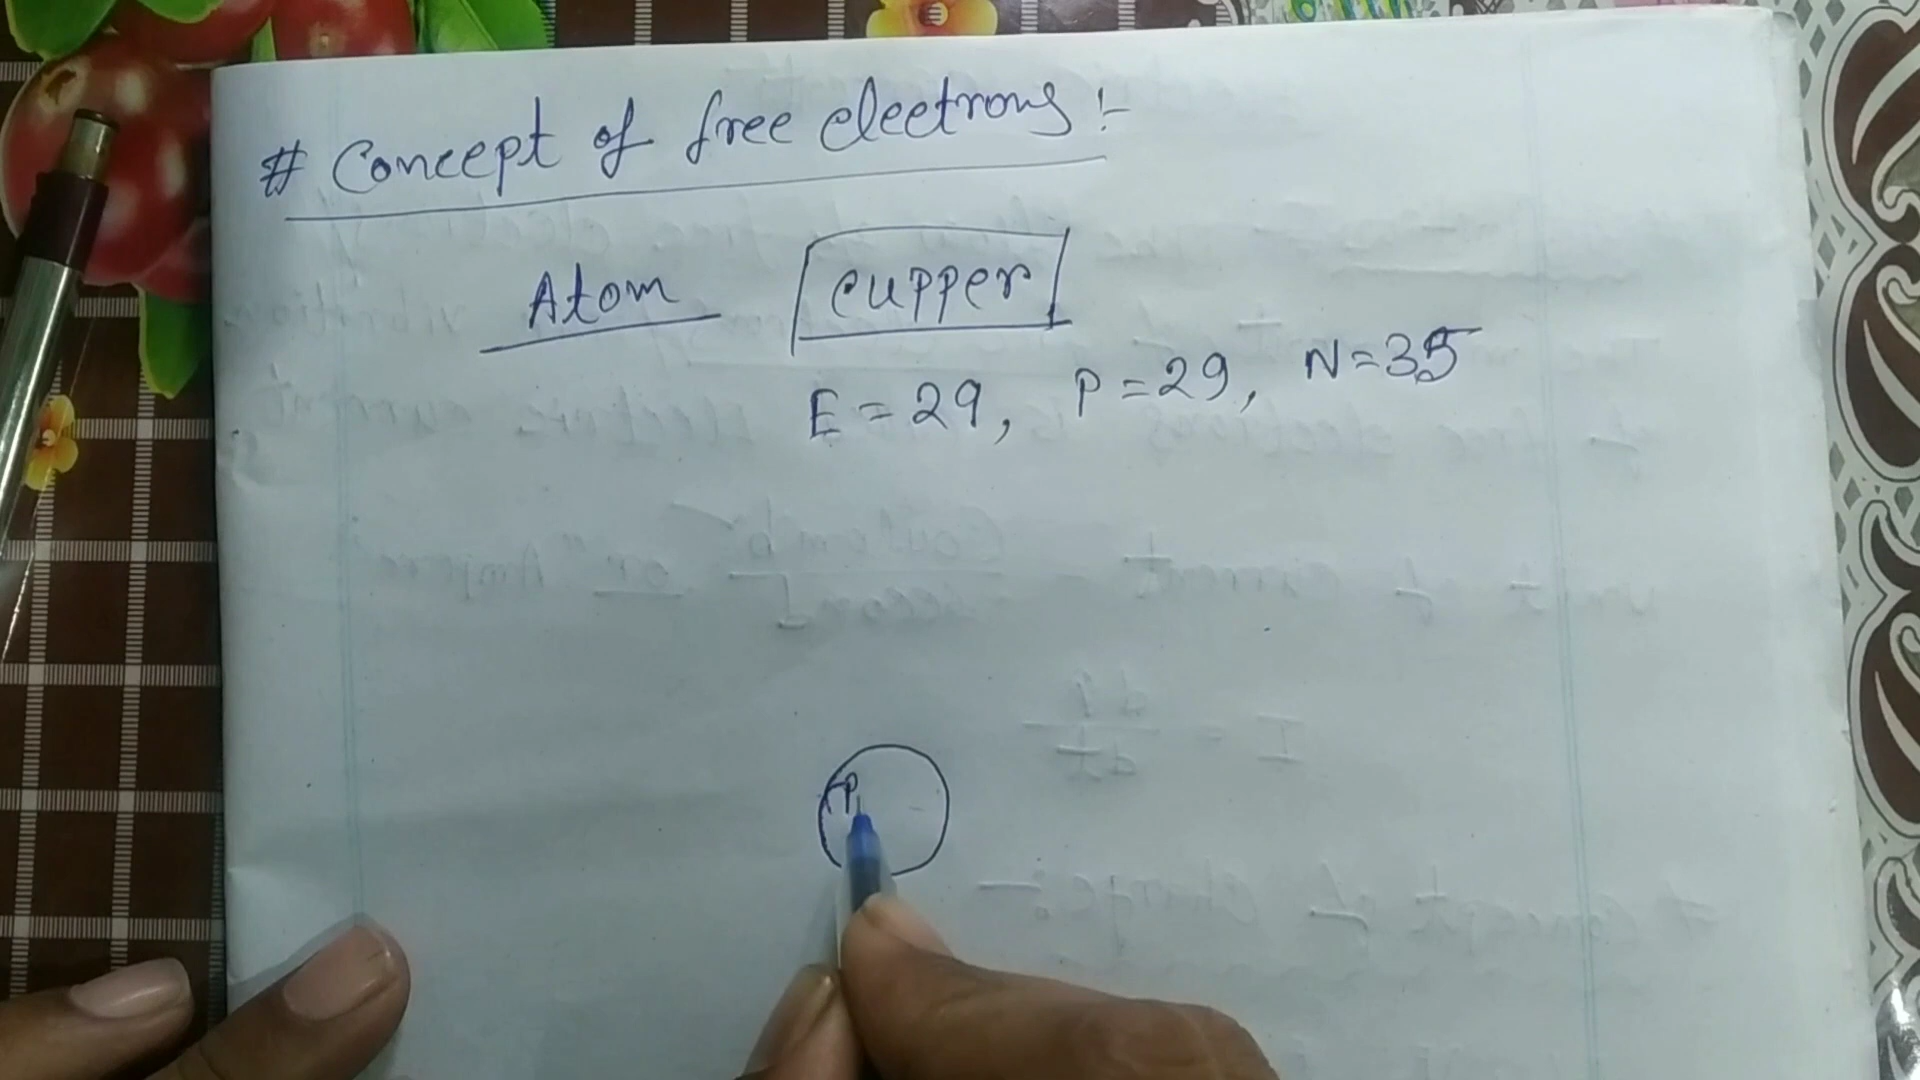 # Concept of free electrons :-
Atom cupper
E = 29, P = 29, N = 35
P